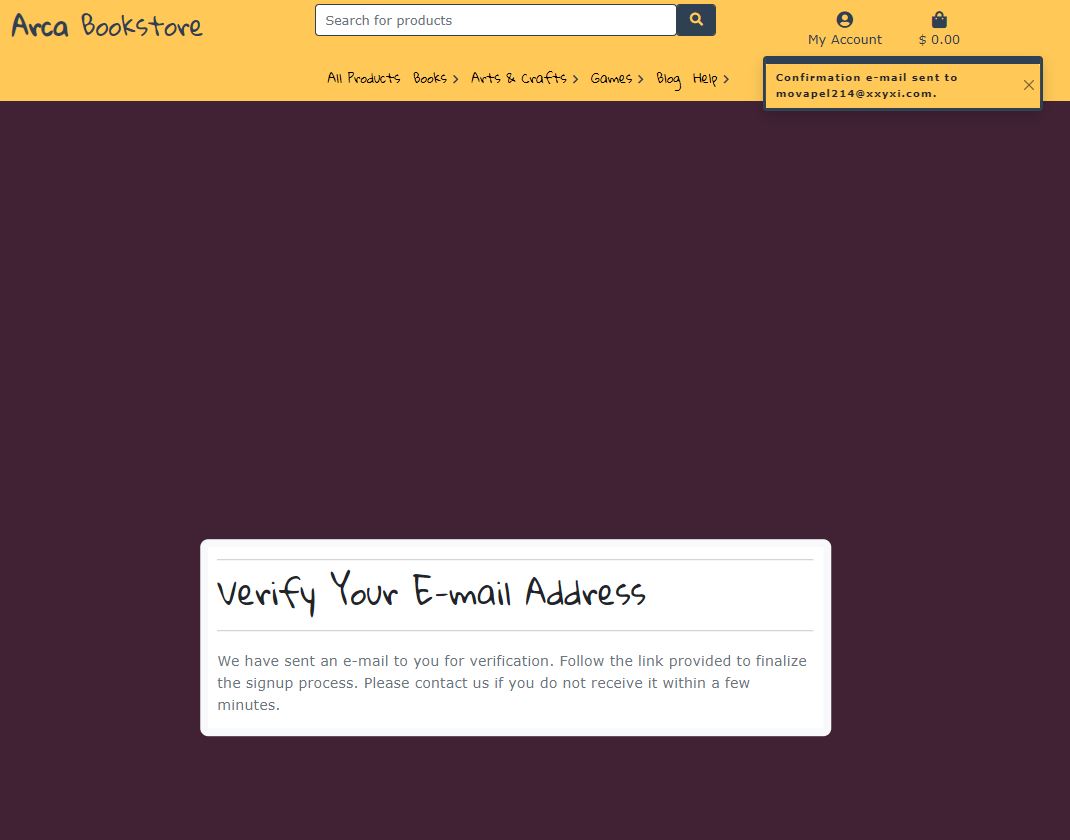 Arca Bookstore
Search for products
My Account
$ 0.00
All Products Books Arts & Crafts Games Blog Help
Confirmation e-mail sent to
movapel214@xxyxi.com.
Verify Your E-mail Address
We have sent an e-mail to you for verification. Follow the link provided to finalize
the signup process. Please contact us if you do not receive it within a few
minutes.